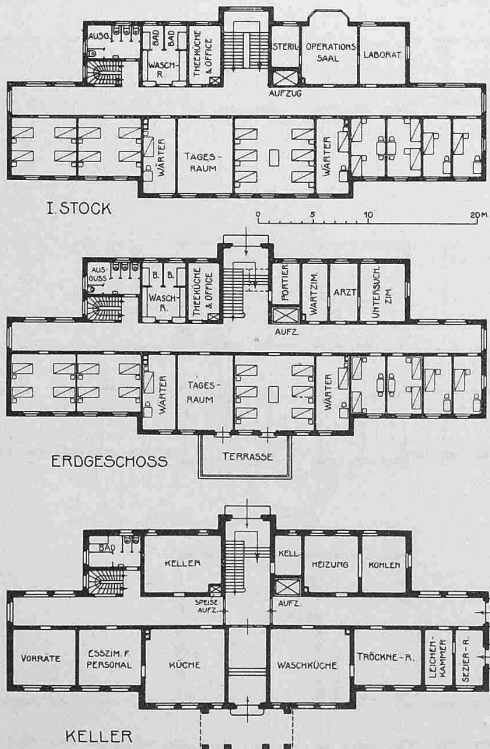 AUSG.
BAD
BAD
WASCH-
R.
THEEKÜCHE
& OFFICE
STERIL.
OPERATIONS
SAAL
LABORAT.
AUFZUG
WÄRTER
TAGES-
RAUM
WÄRTER
I. STOCK
0 5 10 20 M.
AUS-
GUSS
B.
B.
WASCH-
R.
THEEKÜCHE
& OFFICE
PORTIER
WARTZIM.
ARZT
UNTERSUCH.
ZIM.
AUFZ.
WÄRTER
TAGES-
RAUM
WÄRTER
TERRASSE
ERDGESCHOSS
BAD
KELLER
KELL.
HEIZUNG
KOHLEN
SPEISE
AUFZ.
AUFZ.
VORRÄTE
ESSZIM. F.
PERSONAL
KÜCHE
WASCHKÜCHE
TRÖCKNE-R.
LEICHEN-
KAMMER
SEZIER-R.
KELLER